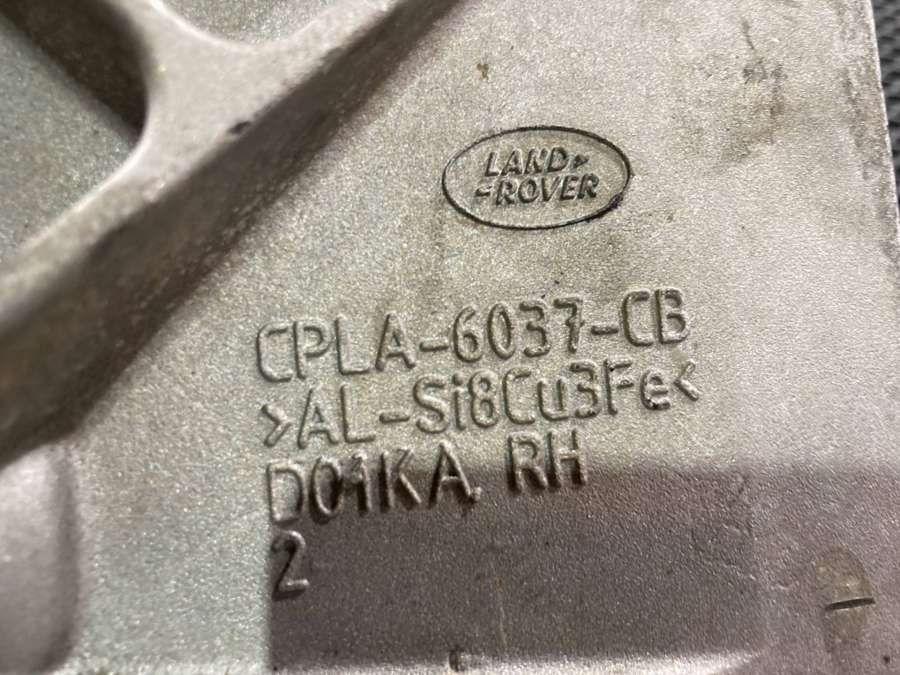 LAND
-ROVER
CPLA-6037-CB
>AL-Si8Cu3Fe<
D01KA, RH
2